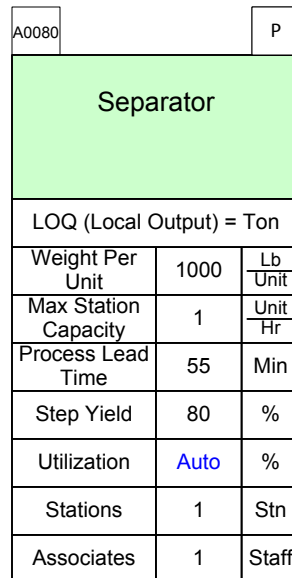 A0080 P
Separator
LOQ (Local Output) = Ton
Weight Per
Unit
1000
Lb
Unit
Max Station
Capacity
1
Unit
Hr
Process Lead
Time
55
Min
Step Yield 80 %
Utilization Auto %
Stations 1 Stn
Associates 1 Staff